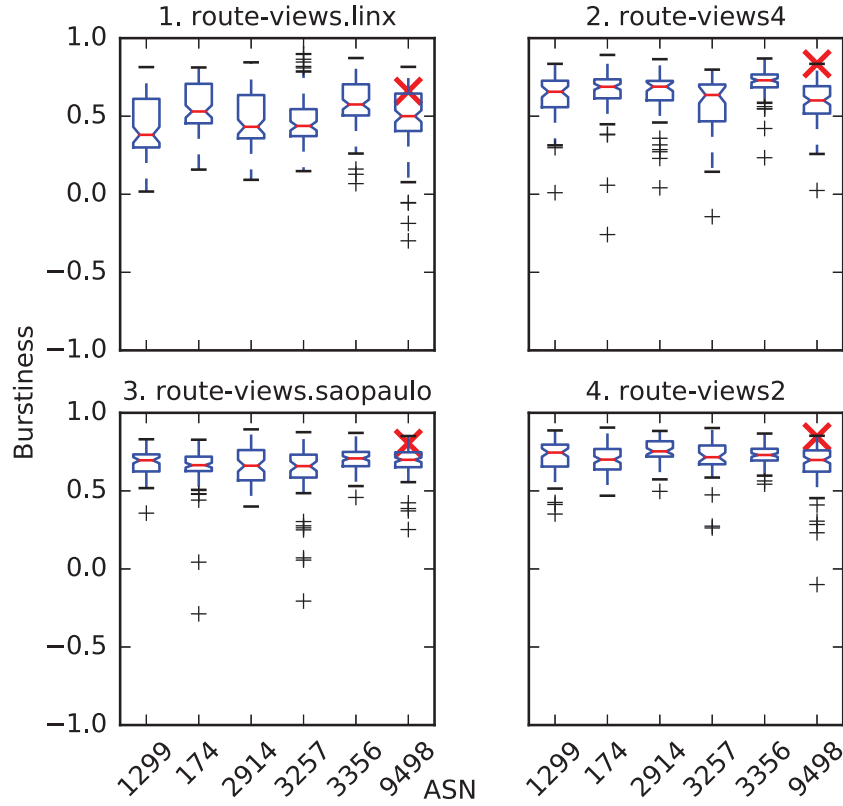 1. route-views.linx
2. route-views4
1.0
0.5
0.0
−0.5
−1.0
3. route-views.saopaulo
4. route-views2
1.0
0.5
0.0
−0.5
−1.0
Burstiness
1299 174 2914 3257 3356 9498
1299 174 2914 3257 3356 9498
ASN